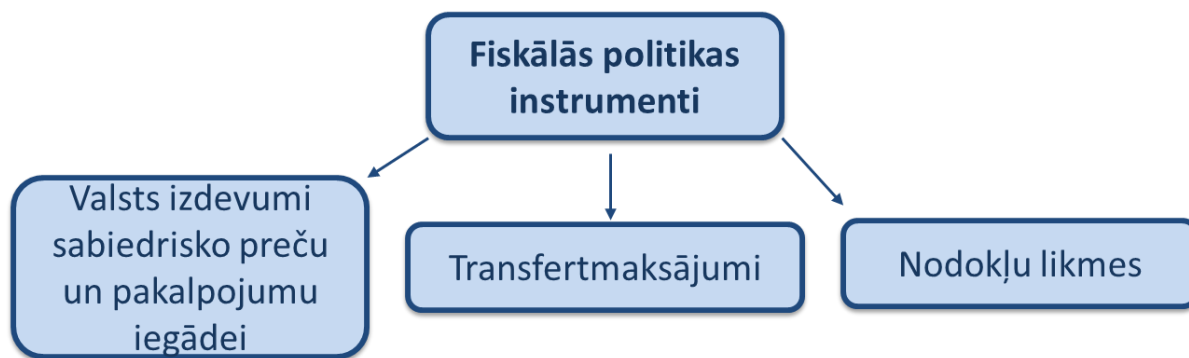 Fiskālās politikas
instrumenti
Valsts izdevumi
sabiedrisko preču
un pakalpojumu
iegādei
Transfertmaksājumi
Nodokļu likmes